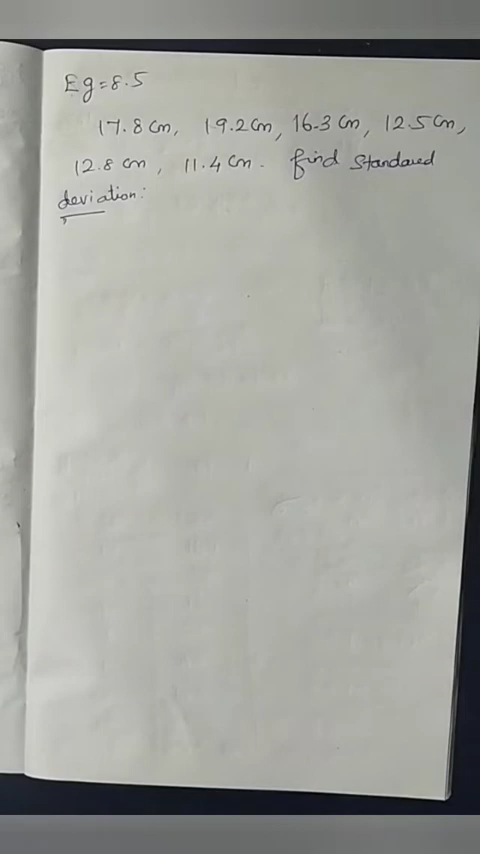 Eg=8.5
17.8 cm, 19.2 cm, 16.3 cm, 12.5 cm,
12.8 cm, 11.4 cm. find Standared
deviation: